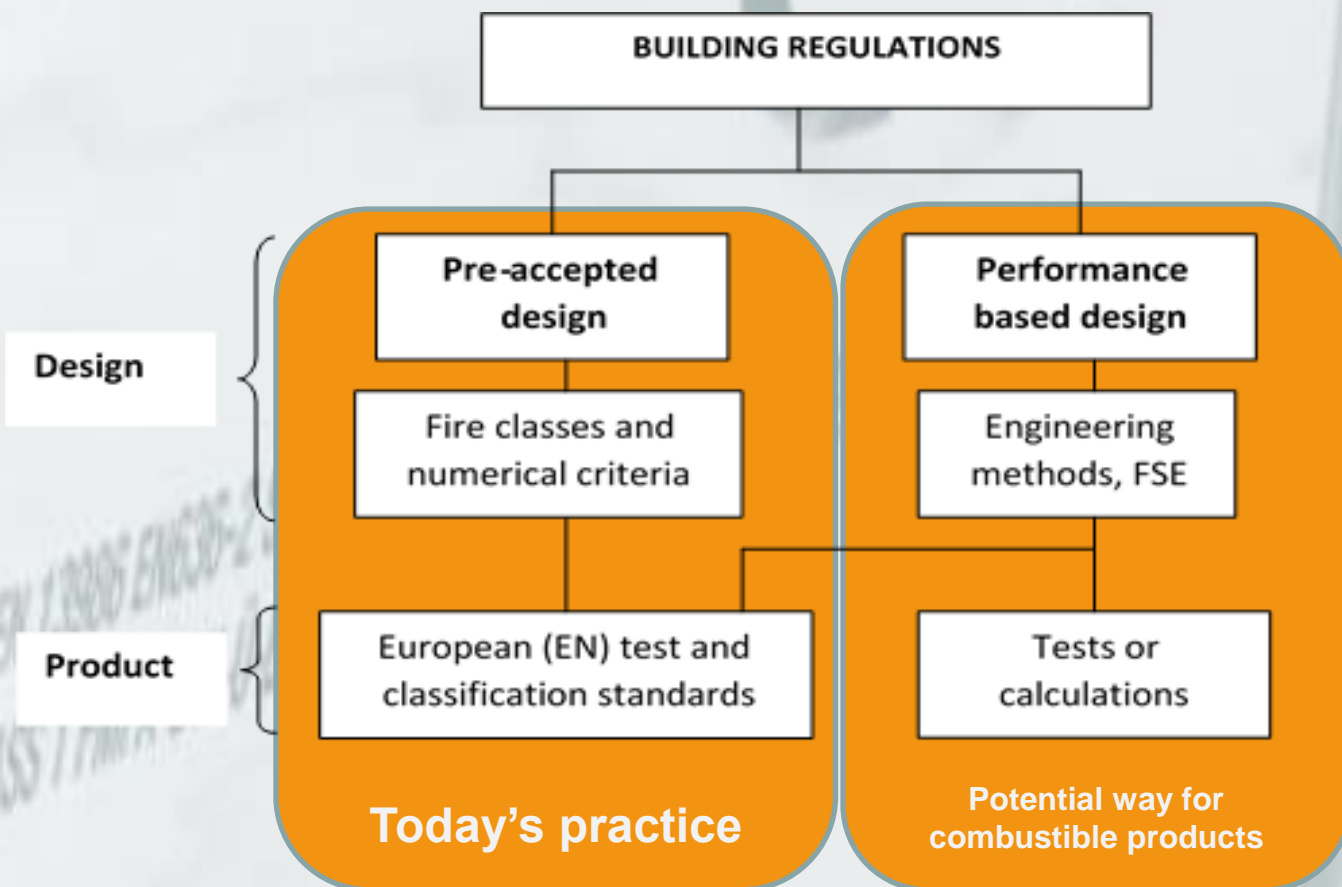 BUILDING REGULATIONS
Pre-accepted
design
Performance
based design
Design
Fire classes and
numerical criteria
Engineering
methods, FSE
Product
European (EN) test and
classification standards
Tests or
calculations
Today's practice
Potential way for
combustible products